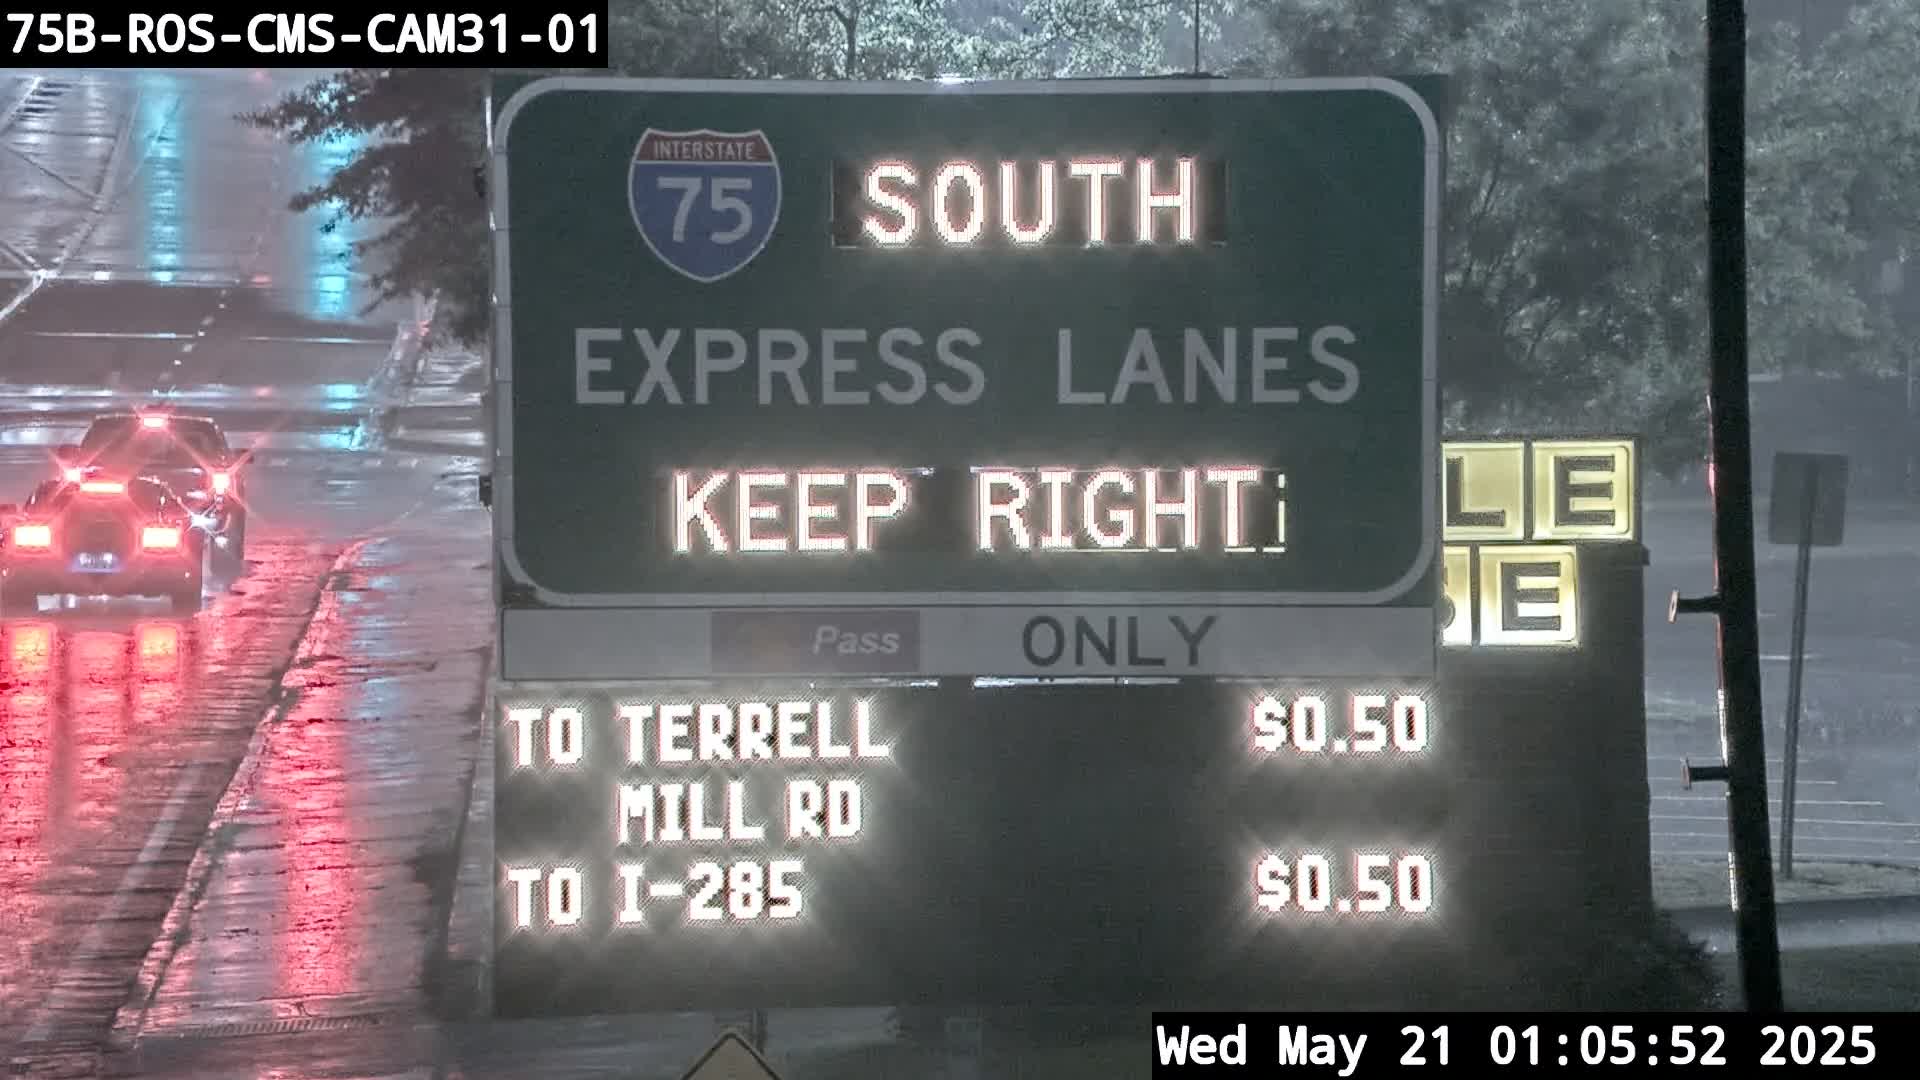 75B-ROS-CMS-CAM31-01
INTERSTATE
75
SOUTH
EXPRESS LANES
KEEP RIGHT
Pass ONLY
TO TERRELL $0.50
MILL RD
TO I-285 $0.50
LE
E
Wed May 21 01:05:52 2025